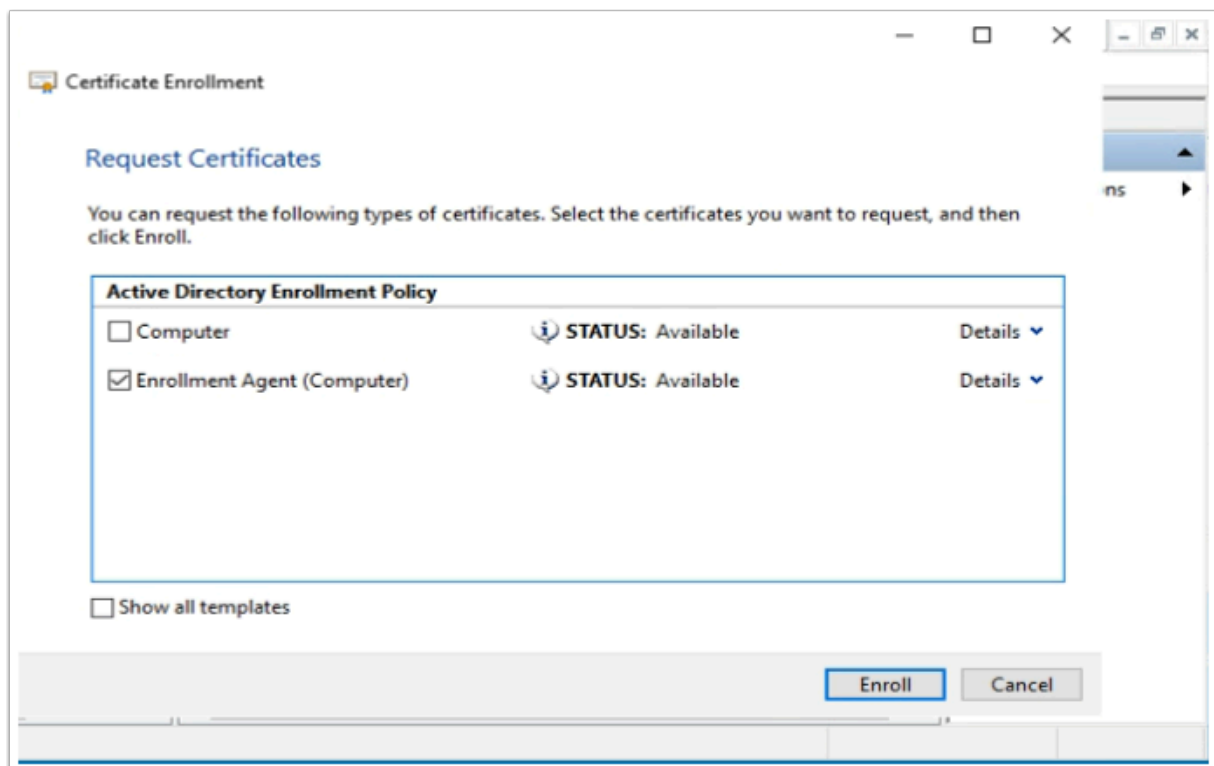 Certificate Enrollment
Request Certificates
You can request the following types of certificates. Select the certificates you want to request, and then
click Enroll.
Active Directory Enrollment Policy
Computer STATUS: Available Details
Enrollment Agent (Computer) STATUS: Available Details
Show all templates
Enroll Cancel
ns